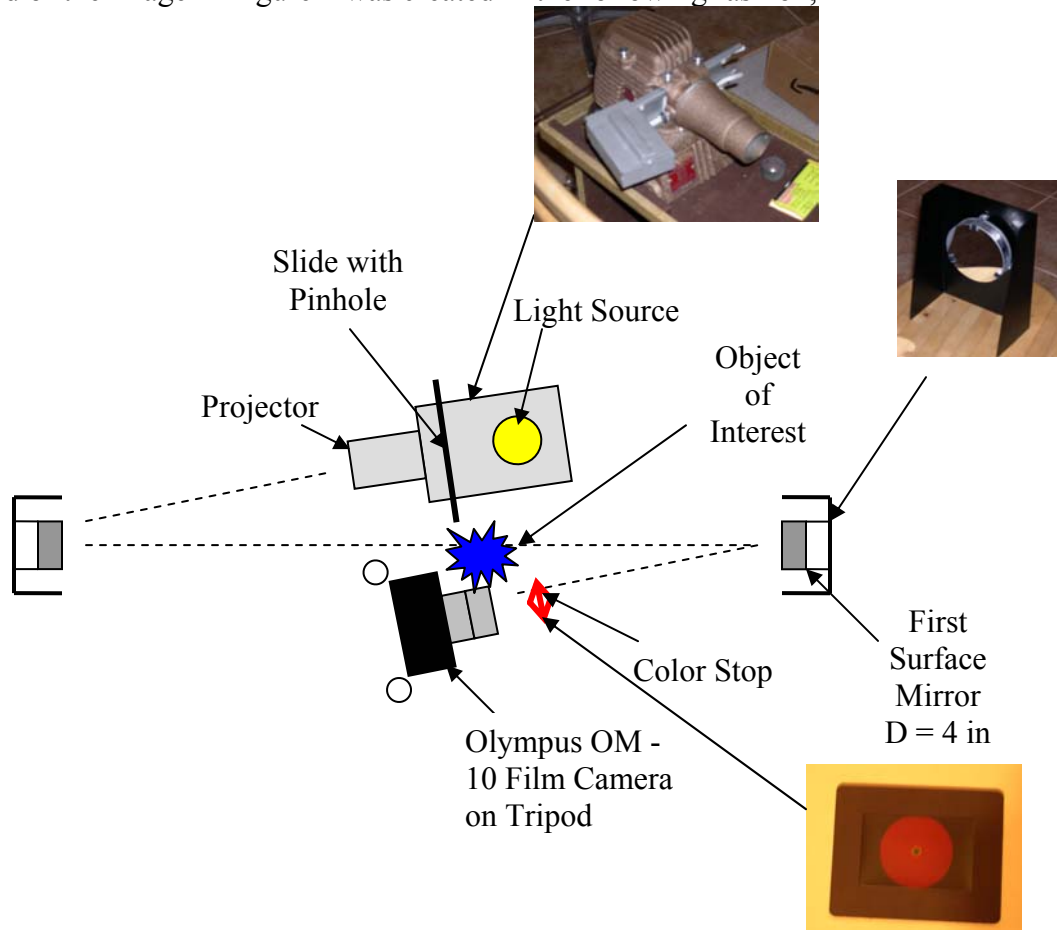 Slide with
Pinhole
Light Source
Object
of
Interest
Projector
Color Stop
First
Surface
Mirror
D = 4 in
Olympus OM -
10 Film Camera
on Tripod